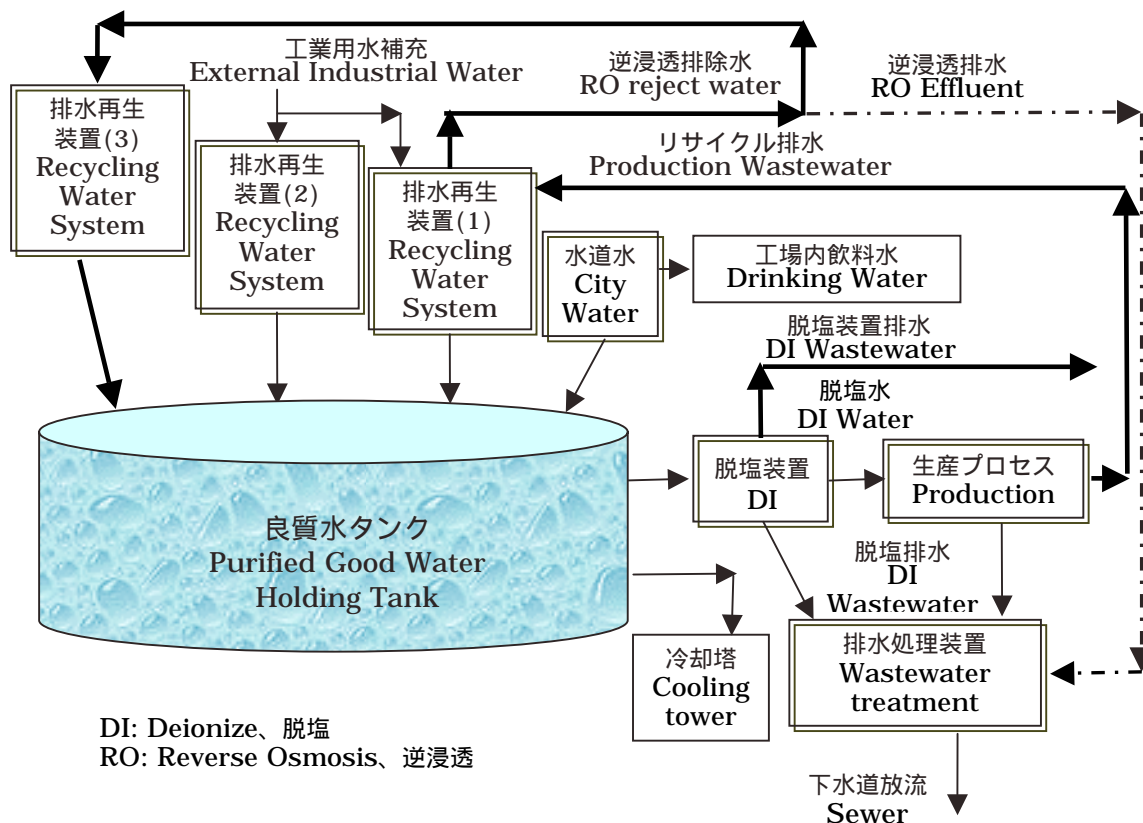 工業用水補充
External Industrial Water
逆浸透排除水
RO reject water
逆浸透排水
RO Effluent
排水再生
装置(3)
Recycling
Water
System
排水再生
装置(2)
Recycling
Water
System
排水再生
装置(1)
Recycling
Water
System
リサイクル排水
Production Wastewater
水道水
City
Water
工場内飲料水
Drinking Water
脱塩装置排水
DI Wastewater
脱塩水
DI Water
脱塩装置
DI
生産プロセス
Production
良質水タンク
Purified Good Water
Holding Tank
脱塩排水
DI
Wastewater
冷却塔
Cooling
tower
排水処理装置
Wastewater
treatment
DI: Deionize、脱塩
RO: Reverse Osmosis、逆浸透
下水道放流
Sewer